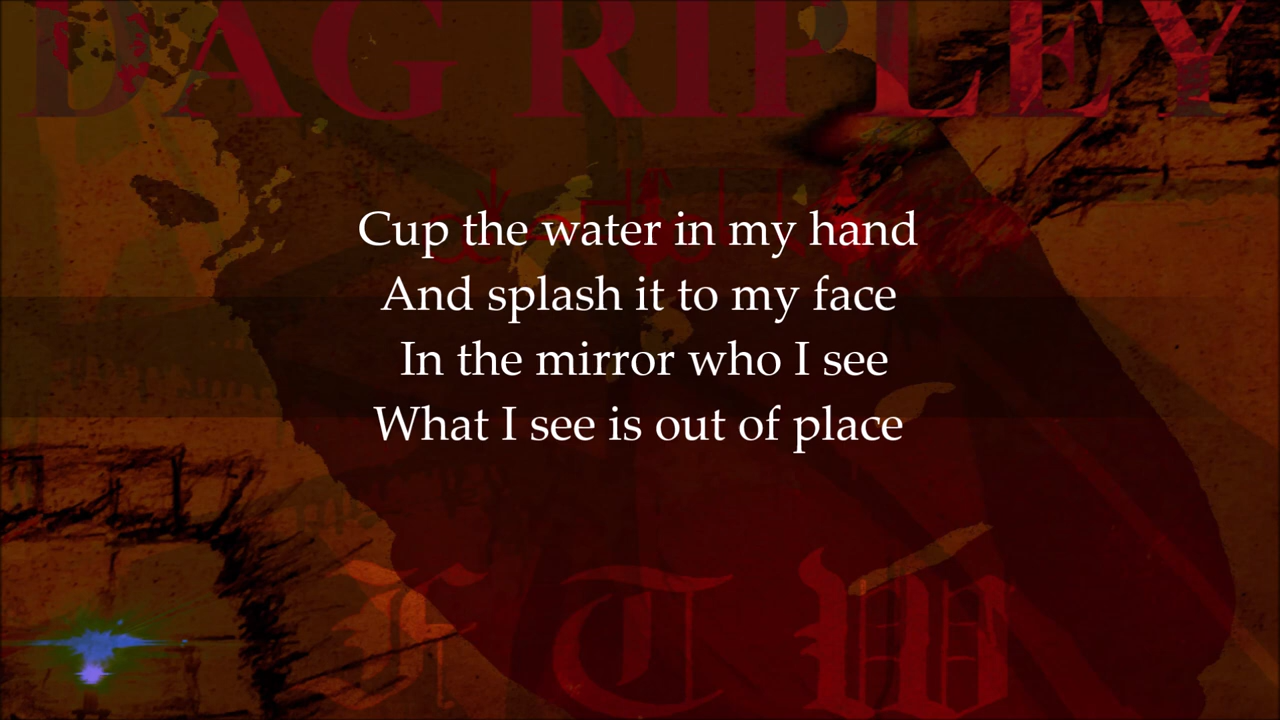 DAG RIPLEY
Cup the water in my hand
And splash it to my face
In the mirror who I see
What I see is out of place
F T W